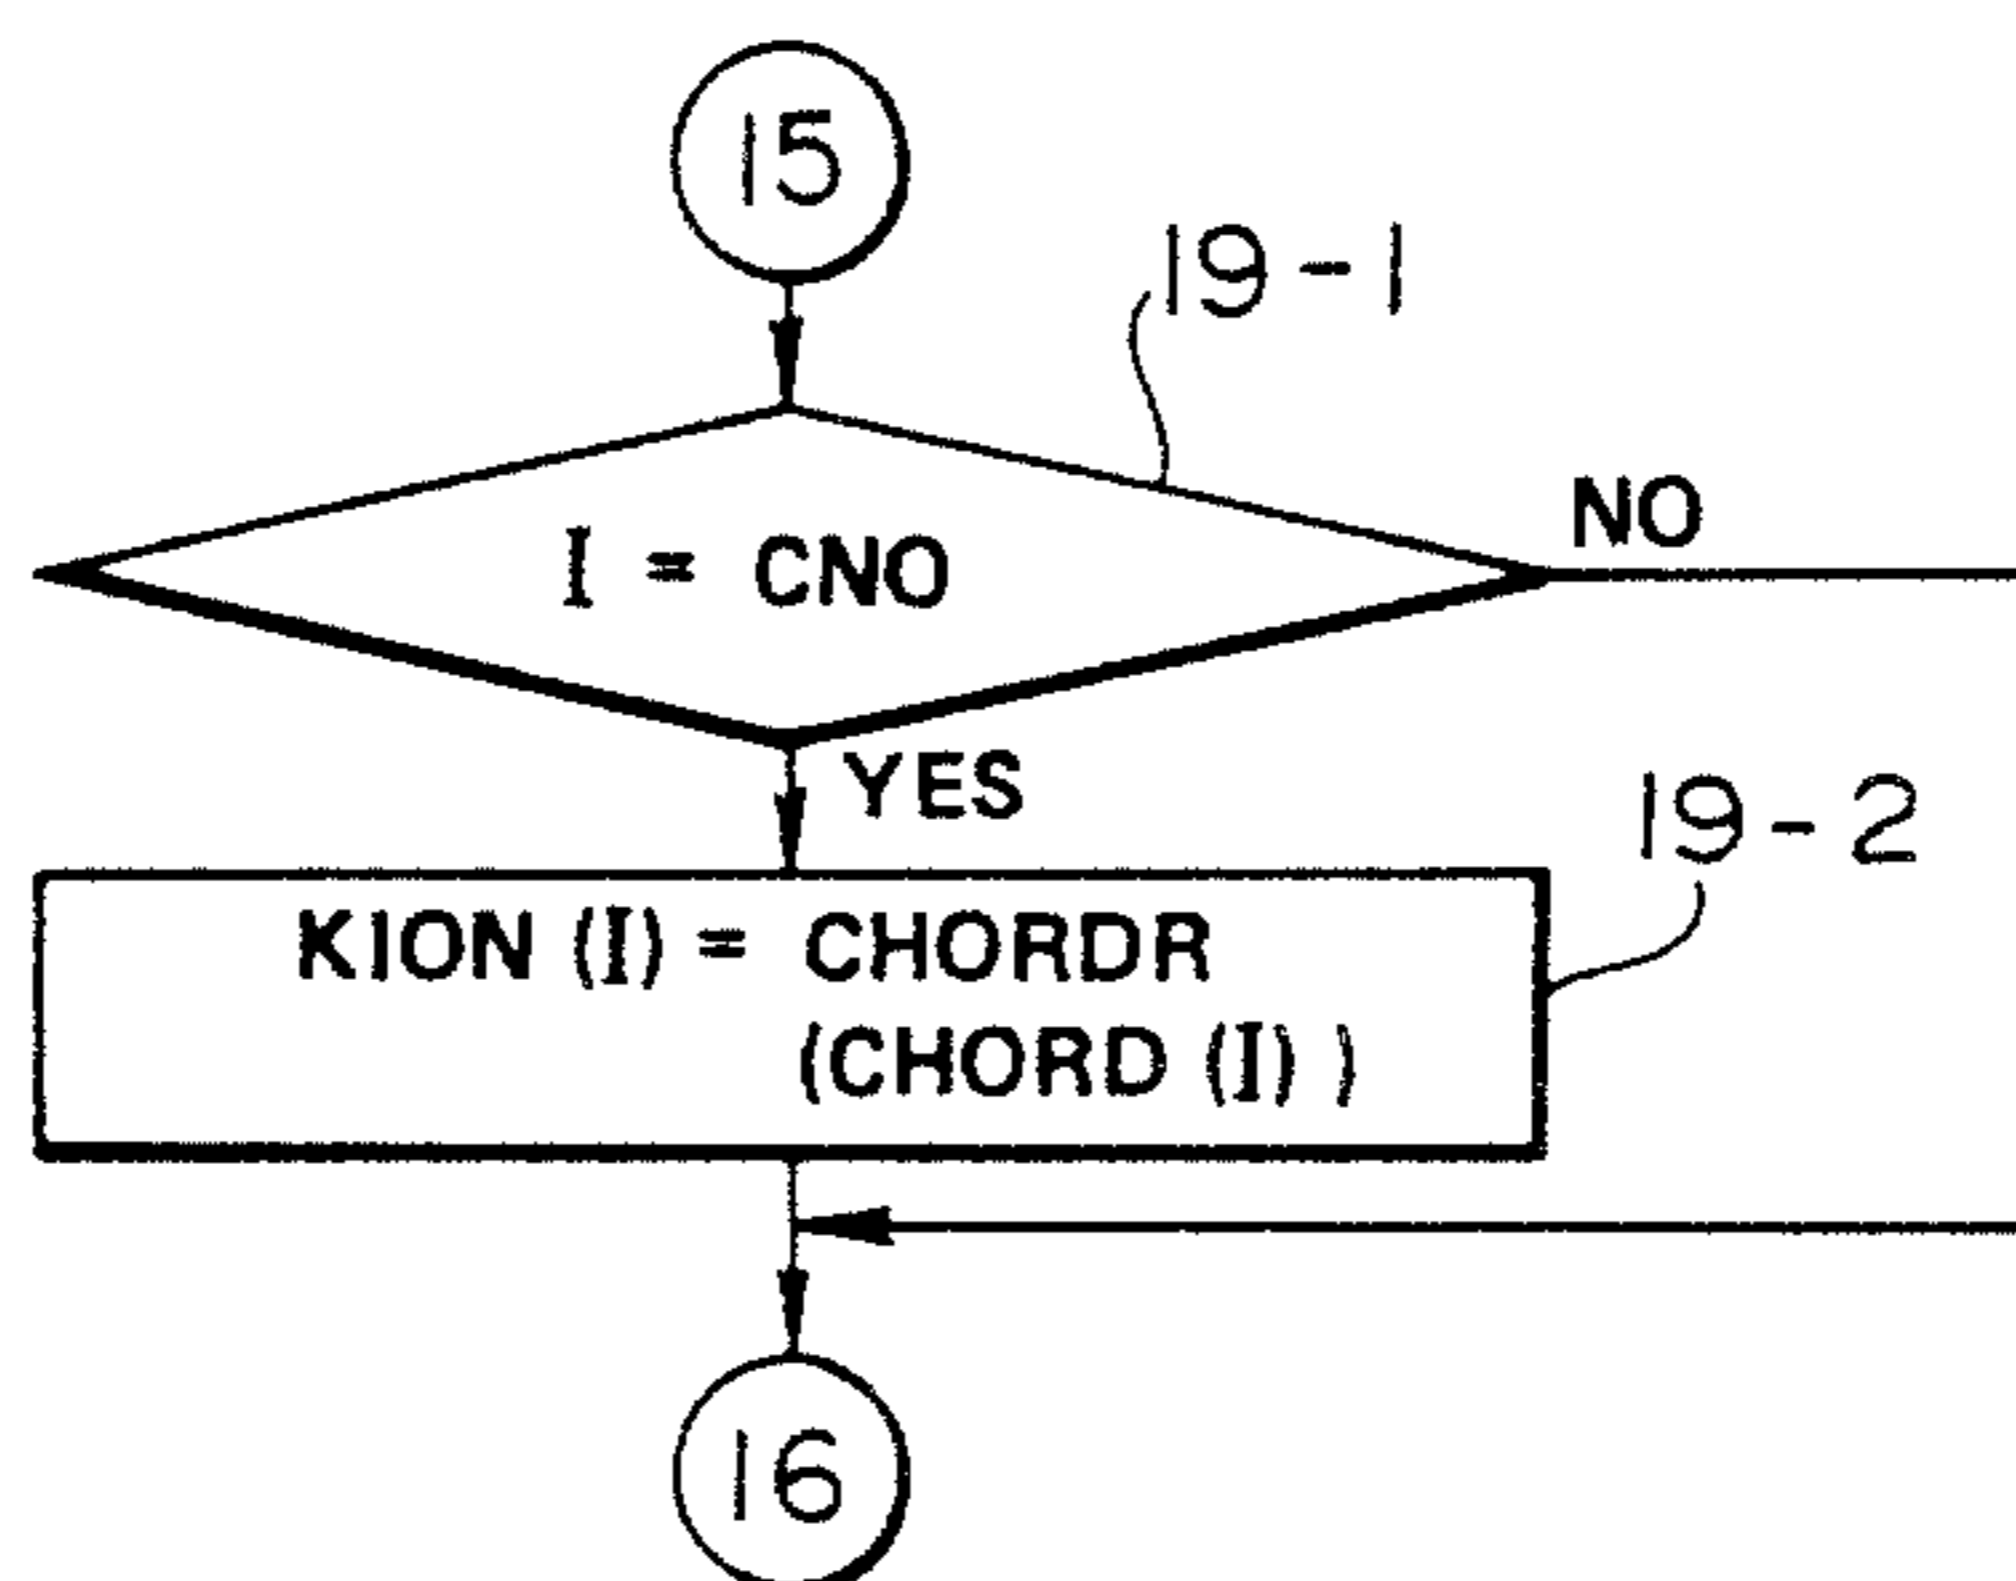 15
19-1
I = CNO
NO
YES
19-2
KION (I) = CHORDR
(CHORD (I) )
16